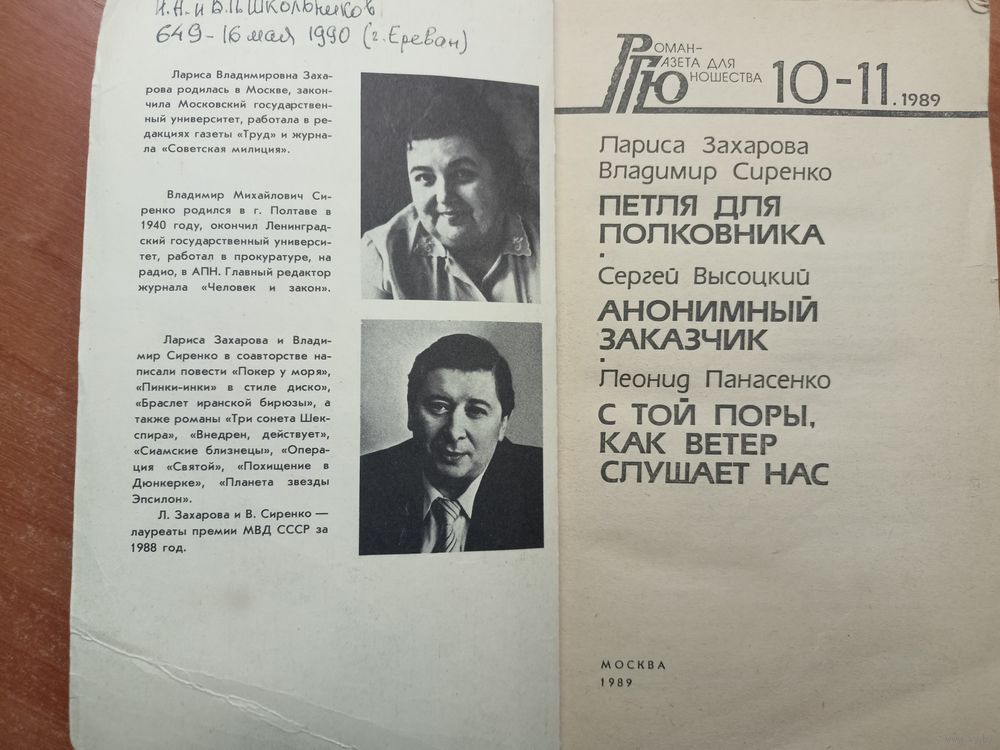 И.А. и В.П. Школьников
649 - 16 мая 1990 (г. Ереван)
Лариса Владимировна Заха-
рова родилась в Москве, закон-
чила Московский государствен-
ный университет, работала в ре-
дакциях газеты «Труд» и журна-
ла «Советская милиция».
Владимир Михайлович Си-
ренко родился в г. Полтаве в
1940 году, окончил Ленинград-
ский государственный универси-
тет, работал в прокуратуре, на
радио, в АПН. Главный редактор
журнала «Человек и закон».
Лариса Захарова и Влади-
мир Сиренко в соавторстве на-
писали повести «Покер у моря»,
«Пинки-инки» в стиле диско»,
«Браслет иранской бирюзы», а
также романы «Три сонета Шек-
спира», «Внедрен, действует»,
«Сиамские близнецы», «Опера-
ция «Святой», «Похищение в
Дюнкерке», «Планета звезды
Эпсилон».
Л. Захарова и В. Сиренко —
лауреаты премии МВД СССР за
1988 год.
Роман-
Газета для
Юношества 10-11.1989
Лариса Захарова
Владимир Сиренко
ПЕТЛЯ ДЛЯ
ПОЛКОВНИКА
Сергей Высоцкий
АНОНИМНЫЙ
ЗАКАЗЧИК
Леонид Панасенко
С ТОЙ ПОРЫ,
КАК ВЕТЕР
СЛУШАЕТ НАС
МОСКВА
1989